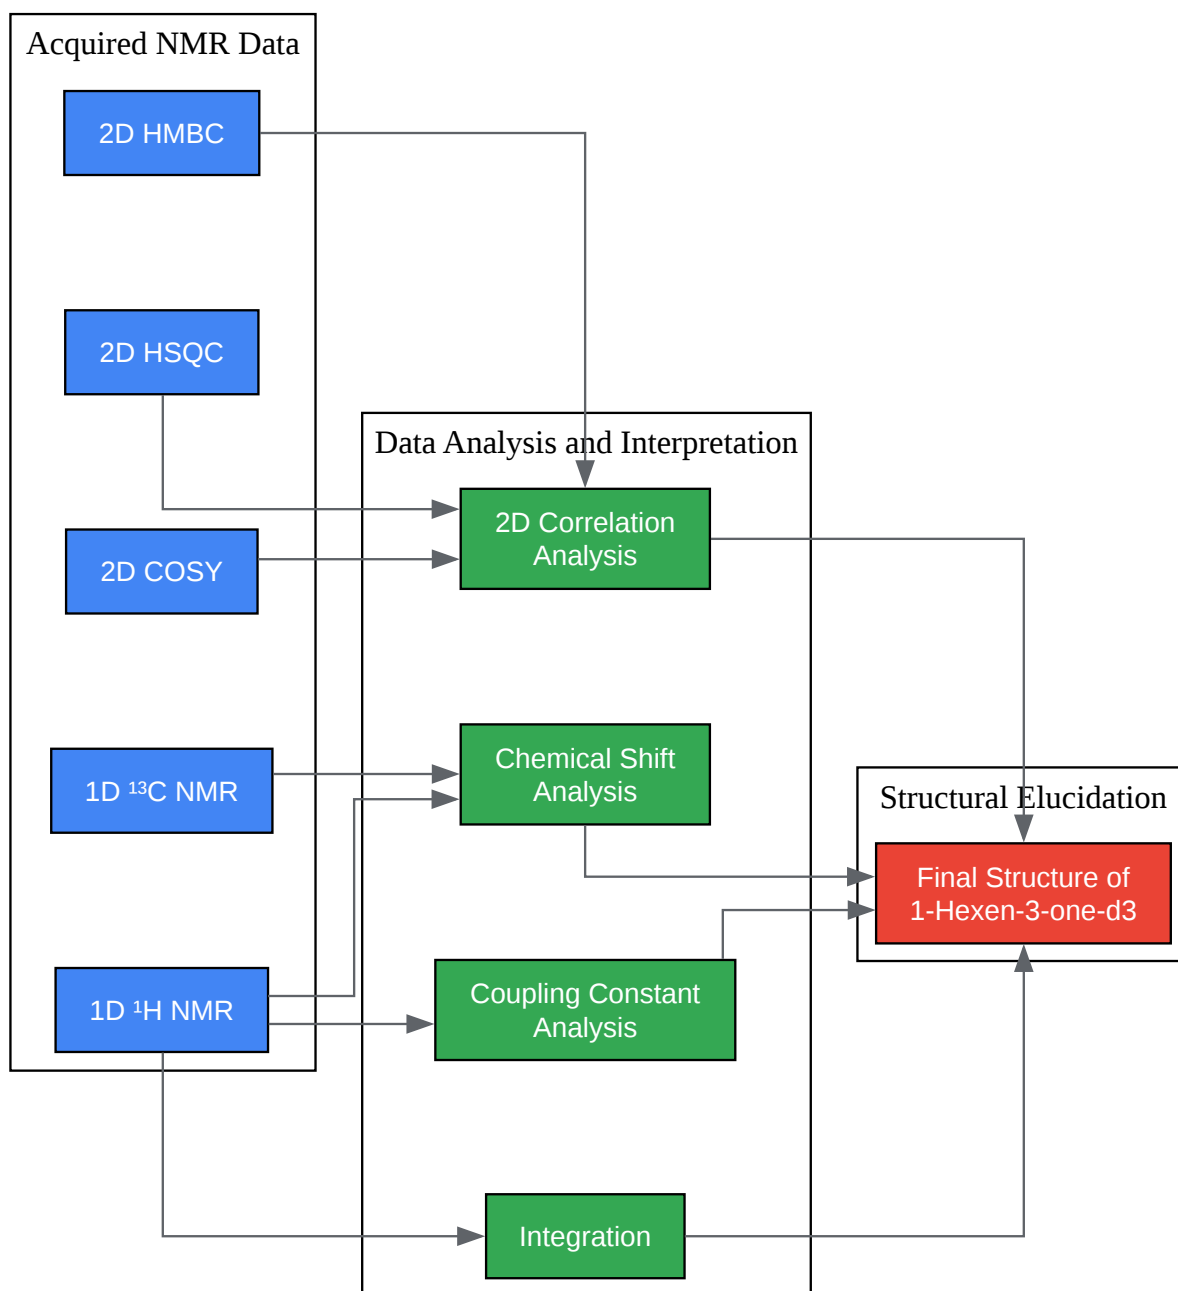 Acquired NMR Data
2D HMBC
2D HSQC
2D COSY
1D ¹³C NMR
1D ¹H NMR
Data Analysis and Interpretation
2D Correlation
Analysis
Chemical Shift
Analysis
Coupling Constant
Analysis
Integration
Structural Elucidation
Final Structure of
1-Hexen-3-one-d3